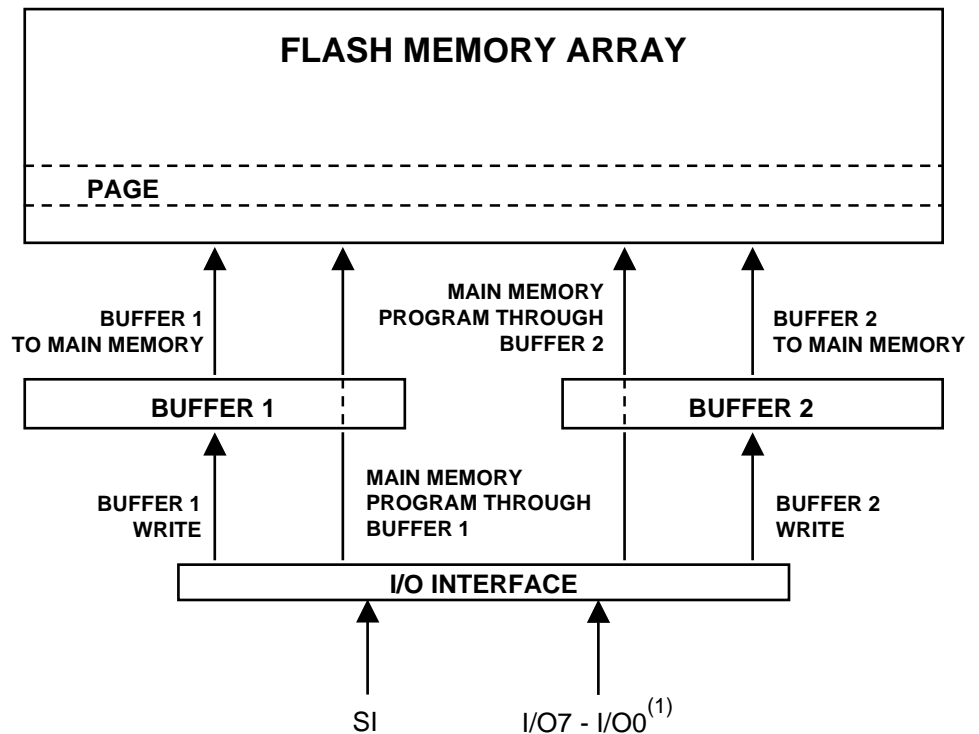 FLASH MEMORY ARRAY
PAGE
BUFFER 1
TO MAIN MEMORY
MAIN MEMORY
PROGRAM THROUGH
BUFFER 2
BUFFER 2
TO MAIN MEMORY
BUFFER 1
BUFFER 2
BUFFER 1
WRITE
MAIN MEMORY
PROGRAM THROUGH
BUFFER 1
BUFFER 2
WRITE
I/O INTERFACE
SI
I/O7 - I/O0(1)